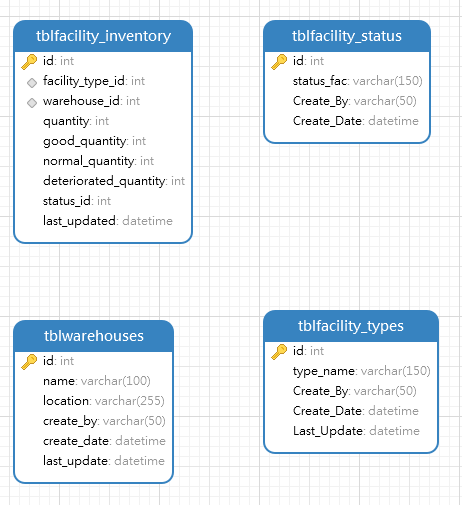 tblfacility_inventory
id: int
facility_type_id: int
warehouse_id: int
quantity: int
good_quantity: int
normal_quantity: int
deteriorated_quantity: int
status_id: int
last_updated: datetime
tblfacility_status
id: int
status_fac: varchar(150)
Create_By: varchar(50)
Create_Date: datetime
tblwarehouses
id: int
name: varchar(100)
location: varchar(255)
create_by: varchar(50)
create_date: datetime
last_update: datetime
tblfacility_types
id: int
type_name: varchar(150)
Create_By: varchar(50)
Create_Date: datetime
Last_Update: datetime